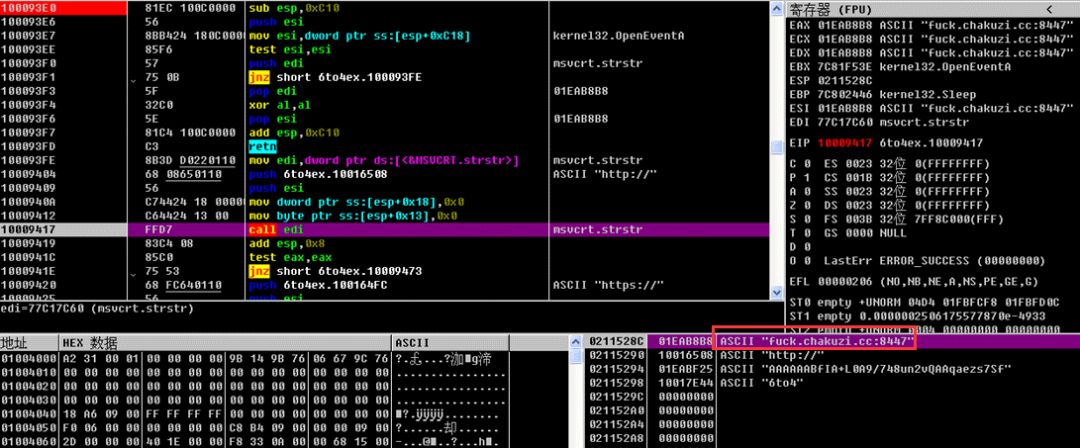 100093E0 81EC 100C0000 sub esp,0xC10
100093E6 56 push esi
100093E7 8BB424 180C0000 mov esi,dword ptr ss:[esp+0xC18] kernel32.OpenEventA
100093EE 85F6 test esi,esi
100093F0 57 push edi msvcrt.strstr
100093F1 75 0B jnz short 6to4ex.100093FE
100093F3 5F pop edi 01EAB8B8
100093F4 32C0 xor al,al
100093F6 5E pop esi 01EAB8B8
100093F7 81C4 100C0000 add esp,0xC10
100093FD C3 retn
100093FE 8B3D D0220110 mov edi,dword ptr ds:[<&MSVCRT.strstr>] msvcrt.strstr
10009404 68 08650110 push 6to4ex.10016508 ASCII "http://"
10009409 56 push esi
1000940A C74424 18 00000 mov dword ptr ss:[esp+0x18],0x0
10009412 C64424 13 00 mov byte ptr ss:[esp+0x13],0x0
10009417 FFD7 call edi msvcrt.strstr
10009419 83C4 08 add esp,0x8
1000941C 85C0 test eax,eax
1000941E 75 53 jnz short 6to4ex.10009473
10009420 68 FC640110 push 6to4ex.100164FC ASCII "https://"
10009425 56 push esi
edi=77C17C60 (msvcrt.strstr)
寄存器 (FPU) <
EAX 01EAB8B8 ASCII "fuck.chakuzi.cc:8447"
ECX 01EAB8B8 ASCII "fuck.chakuzi.cc:8447"
EDX 01EAB8B8 ASCII "fuck.chakuzi.cc:8447"
EBX 7C81F53E kernel32.OpenEventA
ESP 0211528C
EBP 7C802446 kernel32.Sleep
ESI 01EAB8B8 ASCII "fuck.chakuzi.cc:8447"
EDI 77C17C60 msvcrt.strstr
EIP 10009417 6to4ex.10009417
C 0 ES 0023 32位 0(FFFFFFFF)
P 1 CS 001B 32位 0(FFFFFFFF)
A 0 SS 0023 32位 0(FFFFFFFF)
Z 0 DS 0023 32位 0(FFFFFFFF)
S 0 FS 003B 32位 7FF8C000(FFF)
T 0 GS 0000 NULL
D 0
O 0 LastErr ERROR_SUCCESS (00000000)
EFL 00000206 (NO,NB,NE,A,NS,PE,GE,G)
ST0 empty +UNORM 04D4 01FBFCF8 01FBFD0C
ST1 empty 0.0000002506175577870e-4933
ST2 empty +UNORM 0004 00000000 00000000
地址 HEX 数据 ASCII
01004000 A2 31 00 01 00 00 00 00 9B 14 9B 76 06 67 9C 76
01004010 00 00 00 00 00 00 00 00 00 00 00 00 00 00 00 00
01004020 00 00 00 00 00 00 00 00 00 00 00 00 00 00 00 00
01004030 00 00 00 00 00 00 00 00 00 00 00 00 00 00 00 00
01004040 18 A6 09 00 FF FF FF FF 00 00 00 00 00 00 00 00
01004050 F0 06 00 00 00 00 00 00 C8 B4 09 00 00 00 09 00
01004060 2D 00 00 00 40 1E 00 00 F8 33 0A 00 00 68 15 00
0211528C 01EAB8B8 ASCII "fuck.chakuzi.cc:8447"
02115290 10016508 ASCII "http://"
02115294 01EABF25 ASCII "AAAAAABfIA+L0A9/748un2vQAAqaezs7Sf"
02115298 10017E44 ASCII "6to4"
0211529C 00000000
021152A0 00000000
021152A4 00000000
021152A8 00000000